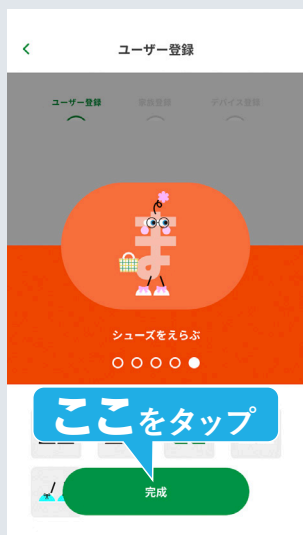 ユーザー登録
ユーザー登録
家族登録
デバイス登録
ま
シューズをえらぶ
ここをタップ
完成